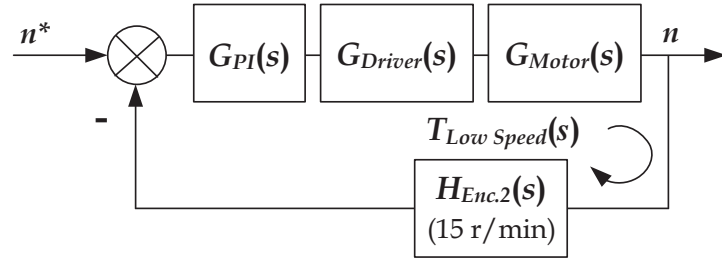 n*
G_PI(s) G_Driver(s) G_Motor(s) n
-
T_Low Speed(s)
H_Enc.2(s)
(15 r/min)